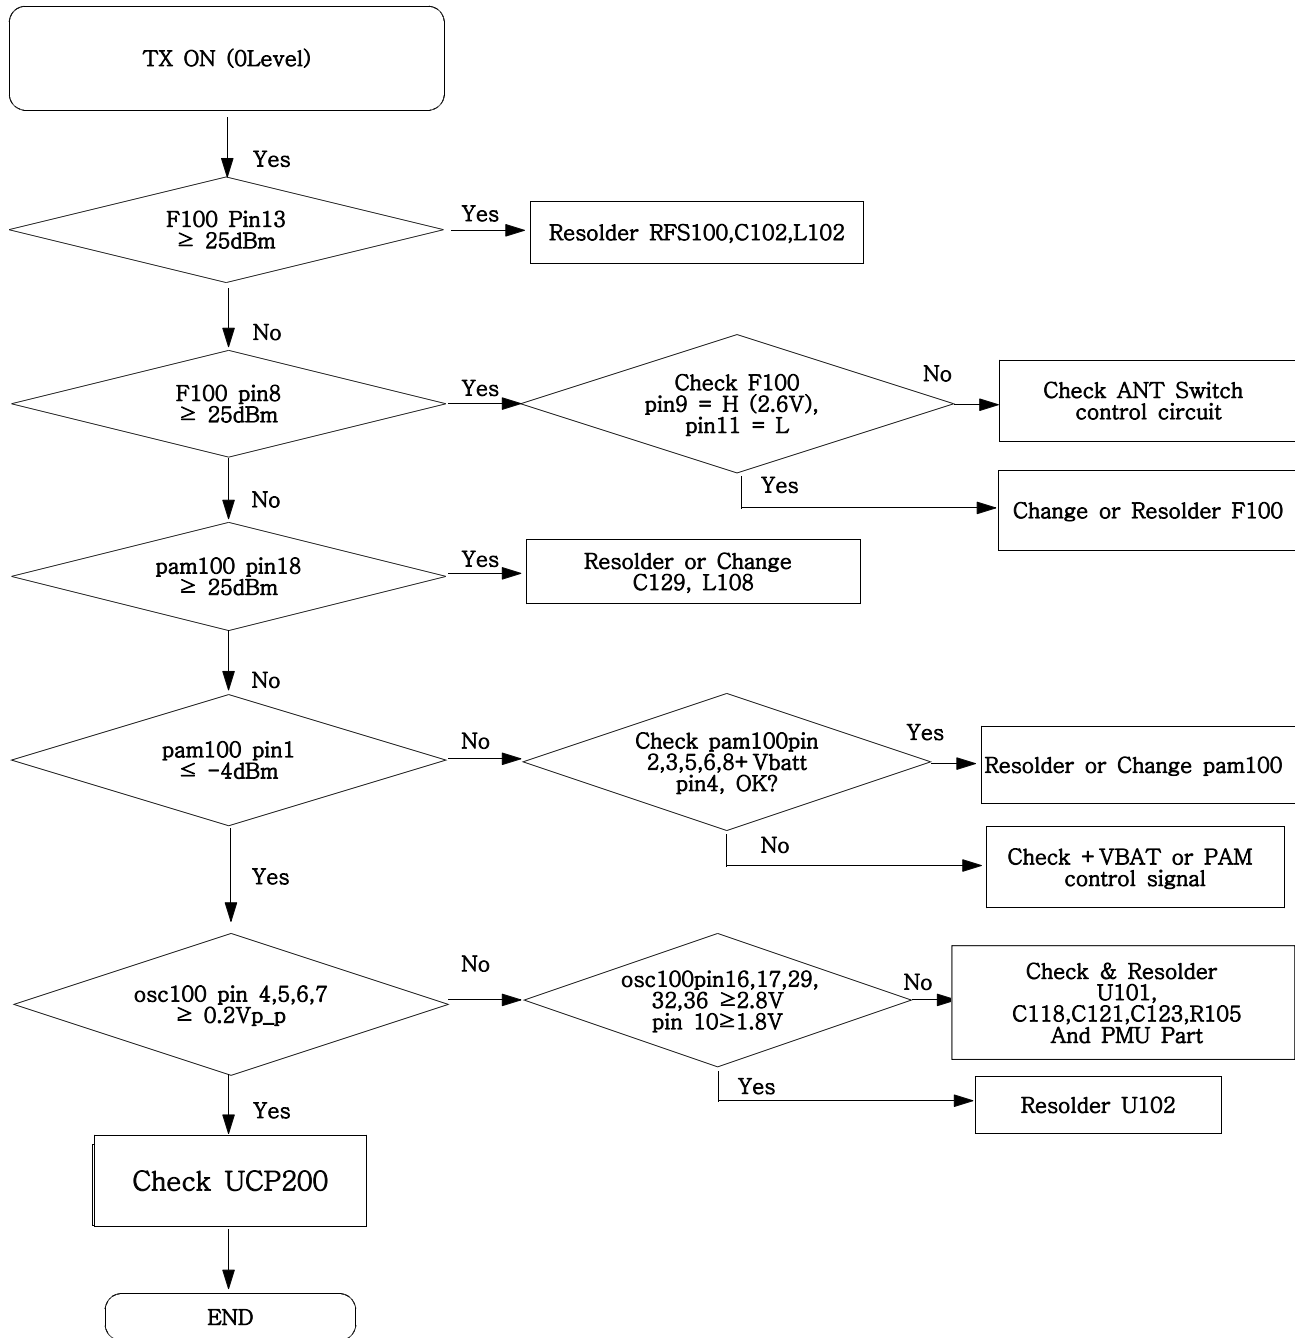 TX ON (0Level)
Yes
F100 Pin13
≥ 25dBm
Yes
Resolder RFS100,C102,L102
No
F100 pin8
≥ 25dBm
Yes
Check F100
pin9 = H (2.6V),
pin11 = L
No
Check ANT Switch
control circuit
Yes
Change or Resolder F100
No
pam100 pin18
≥ 25dBm
Yes
Resolder or Change
C129, L108
No
pam100 pin1
≤ -4dBm
No
Check pam100pin
2,3,5,6,8+Vbatt
pin4, OK?
Yes
Resolder or Change pam100
No
Check +VBAT or PAM
control signal
Yes
osc100 pin 4,5,6,7
≥ 0.2Vp_p
No
osc100pin16,17,29,
32,36 ≥2.8V
pin 10≥1.8V
No
Check & Resolder
U101,
C118,C121,C123,R105
And PMU Part
Yes
Resolder U102
Yes
Check UCP200
END